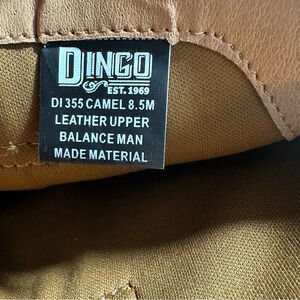 DINGO
EST. 1969
DI 355 CAMEL 8.5M
LEATHER UPPER
BALANCE MAN
MADE MATERIAL